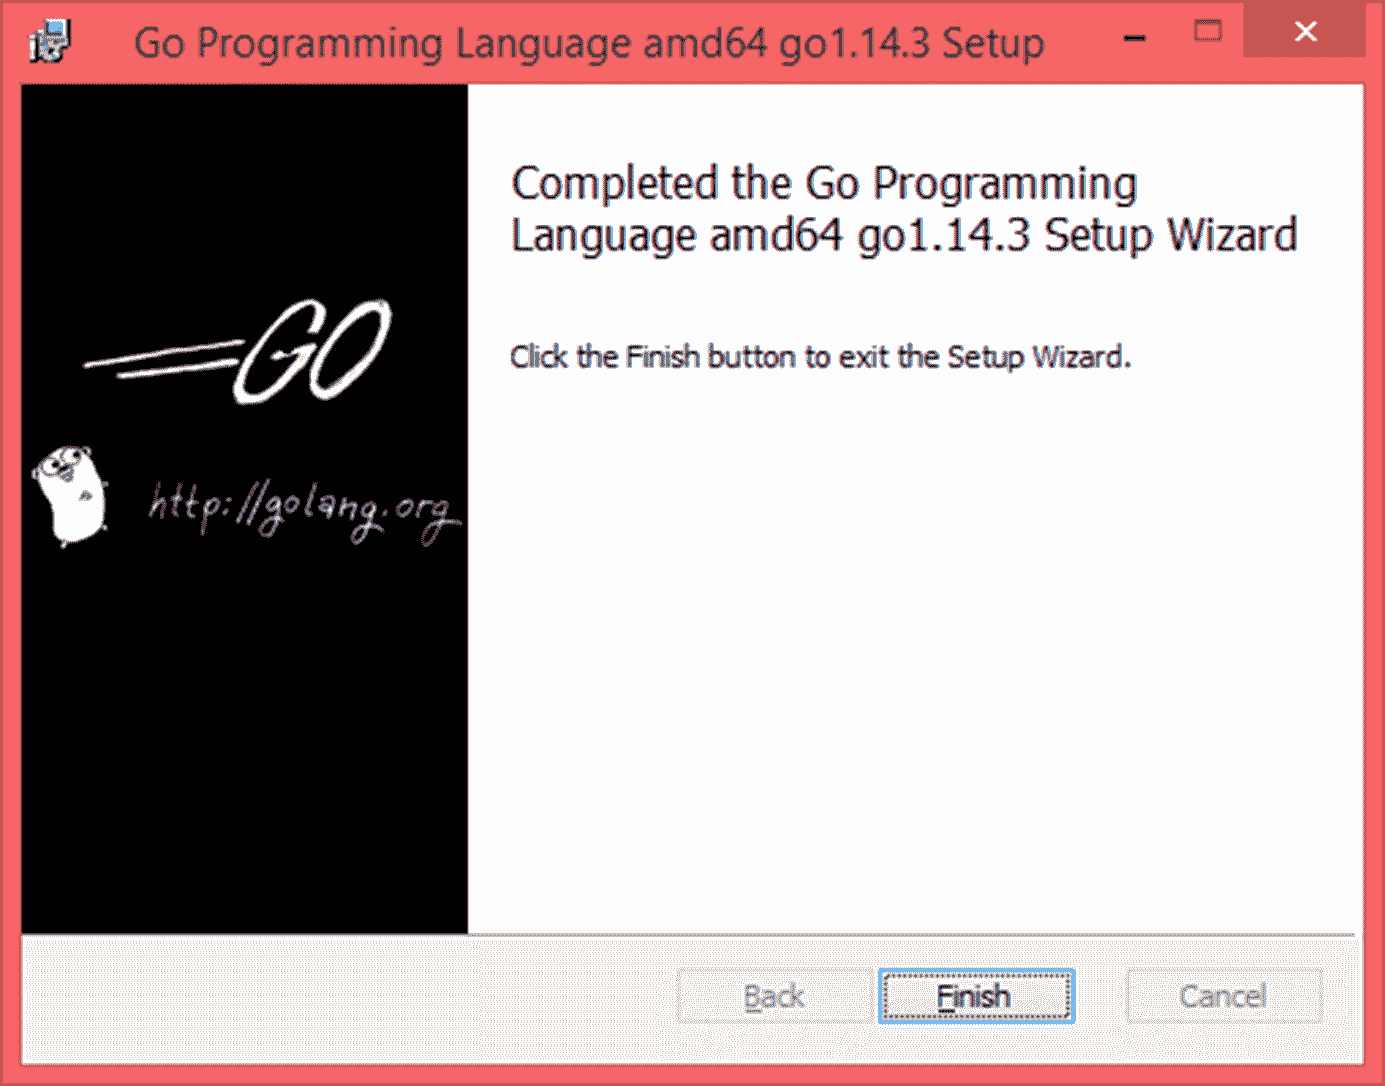 Go Programming Language amd64 go1.14.3 Setup
Completed the Go Programming
Language amd64 go1.14.3 Setup Wizard
Click the Finish button to exit the Setup Wizard.
GO
http://golang.org
Back
Finish
Cancel